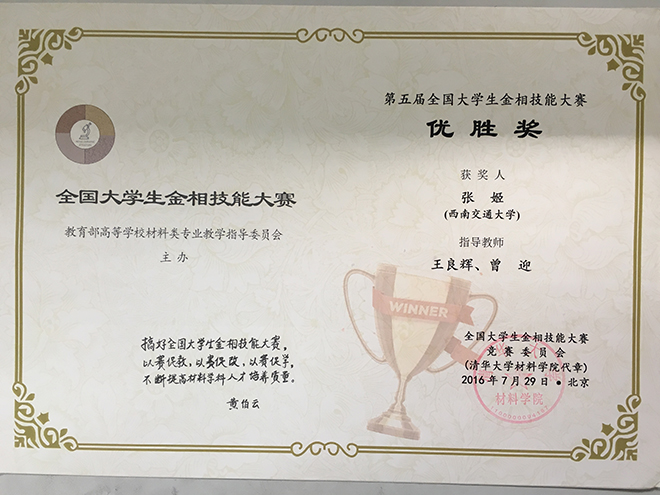 全国大学生金相技能大赛
教育部高等学校材料类专业教学指导委员会
主办
搞好全国大学生金相技能大赛，
以赛促教，以赛促改，以赛促学，
不断提高材料学科人才培养质量。
黄伯云
第五届全国大学生金相技能大赛
优胜奖
获奖人
张 姬
(西南交通大学)
指导教师
王良辉、曾 迎
WINNER
全国大学生金相技能大赛
竞赛委员会
(清华大学材料学院代章)
2016年7月29日•北京
材料学院